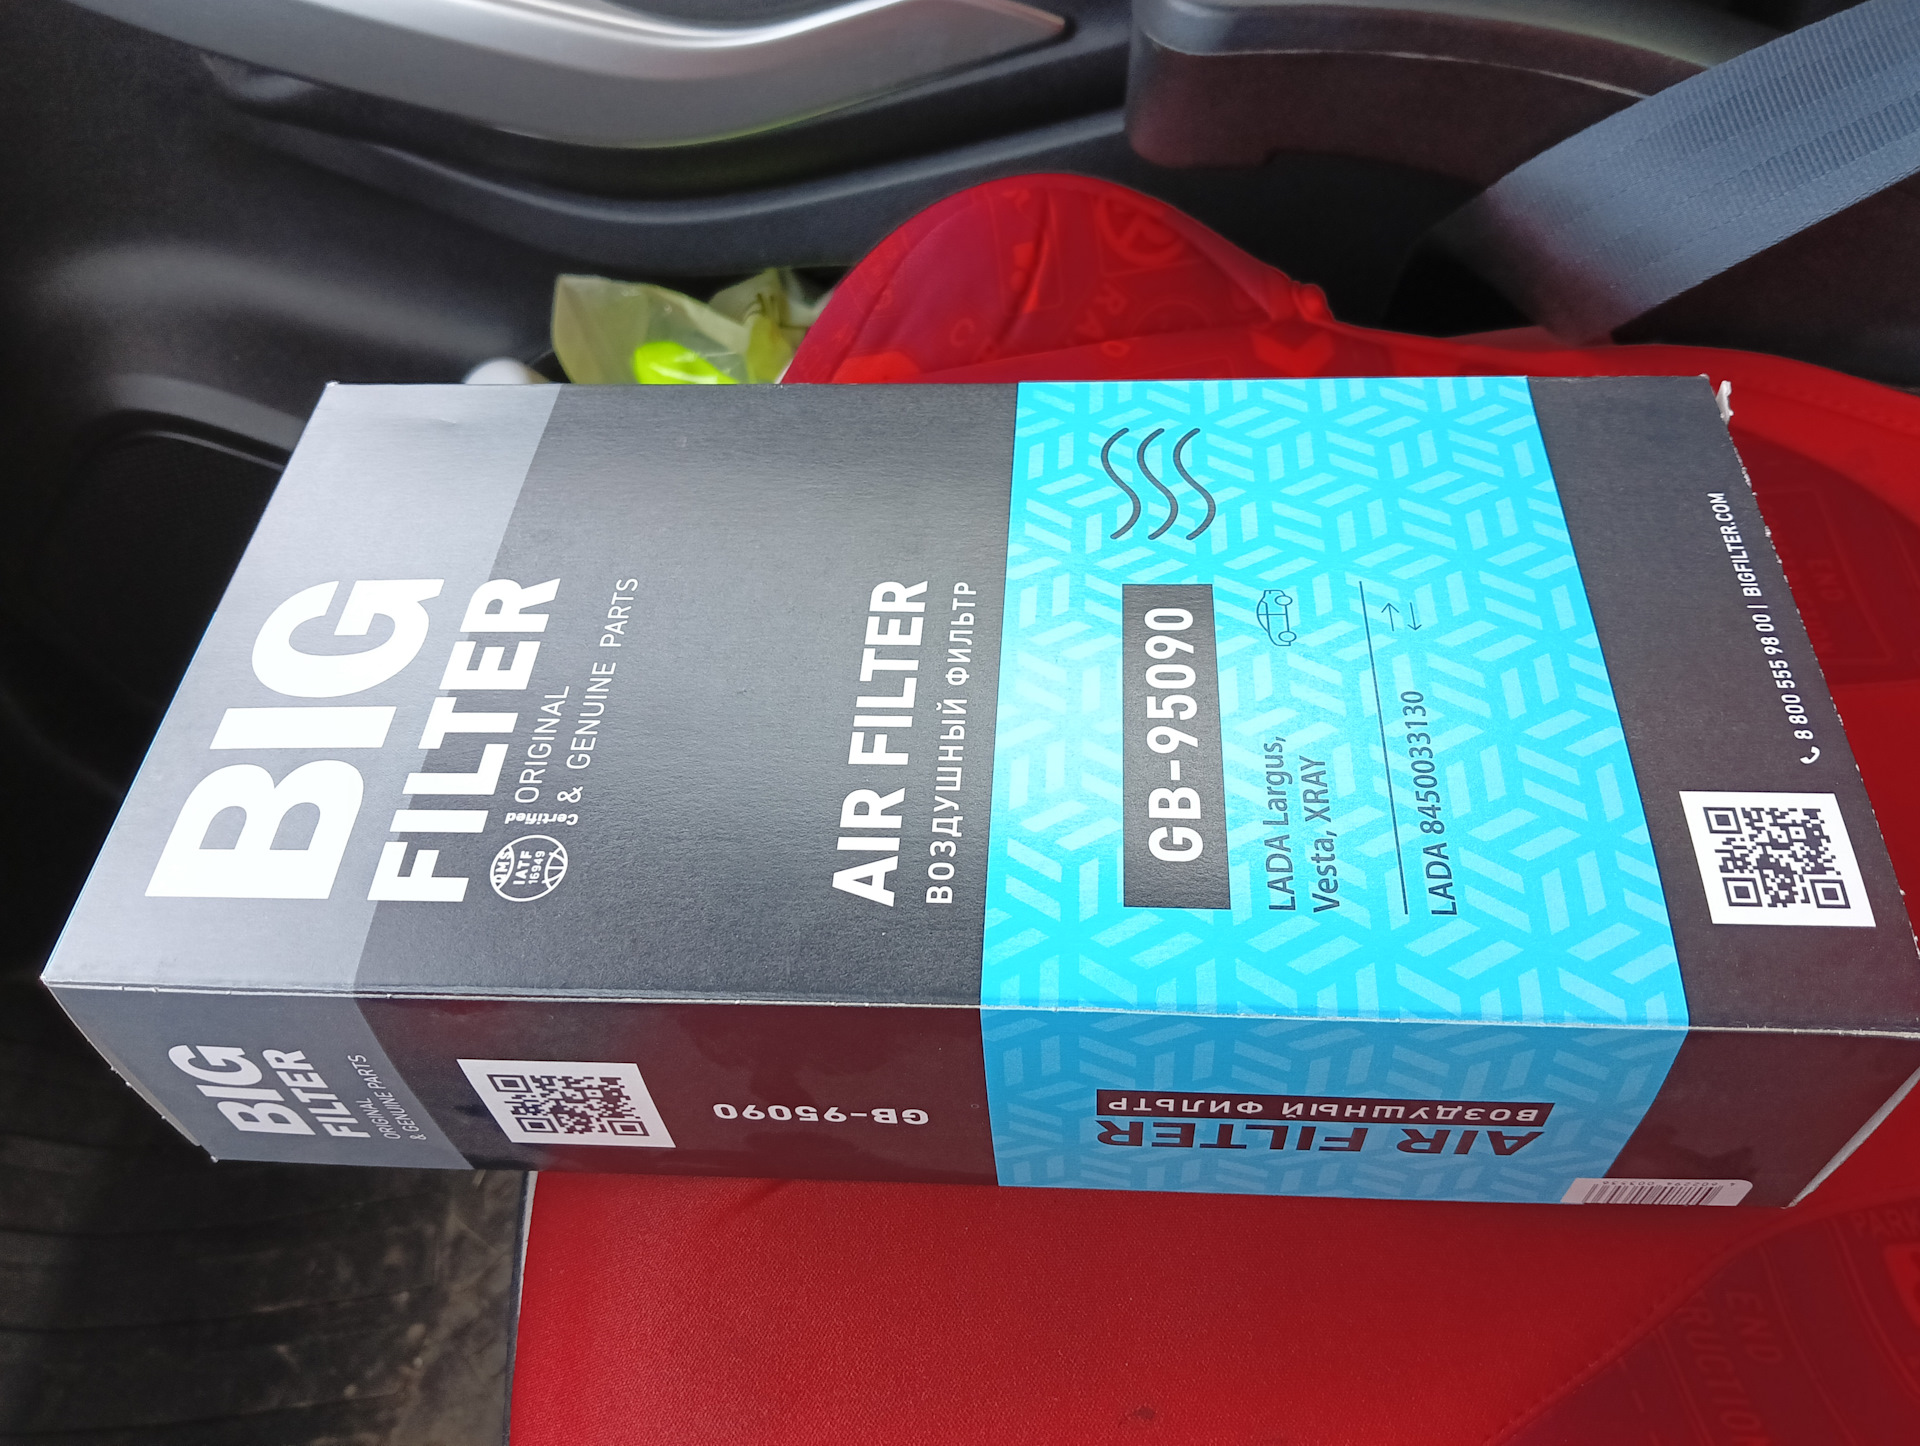 BIG
FILTER
ORIGINAL
& GENUINE PARTS
Certified
IATF
16949
AIR FILTER
ВОЗДУШНЫЙ ФИЛЬТР
GB-95090
LADA Largus,
Vesta, XRAY
LADA 8450033130
8 800 555 98 00 | BIGFILTER.COM
BIG
FILTER
ORIGINAL
& GENUINE PARTS
GB-95090
AIR FILTER
ВОЗДУШНЫЙ ФИЛЬТР
END